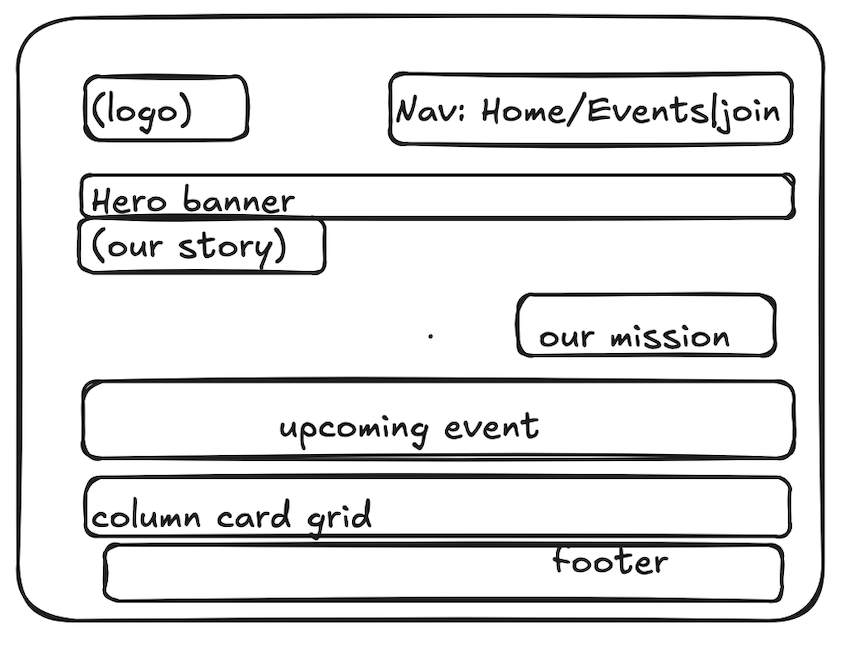 (logo)
Nav: Home/Events|join
Hero banner
(our story)
our mission
upcoming event
column card grid
footer